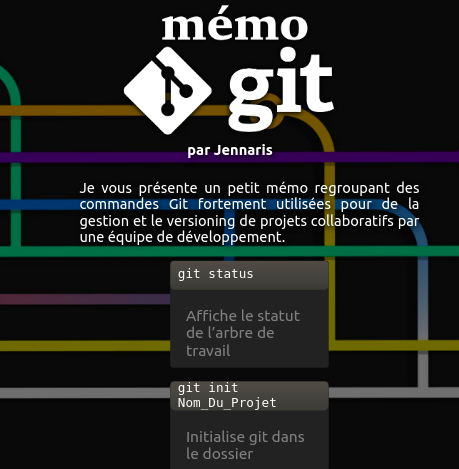 mémo
git
par Jennaris
Je vous présente un petit mémo regroupant des
commandes Git fortement utilisées pour de la
gestion et le versioning de projets collaboratifs par
une équipe de développement.
git status
Affiche le statut
de l’arbre de
travail
git init
Nom_Du_Projet
Initialise git dans
le dossier